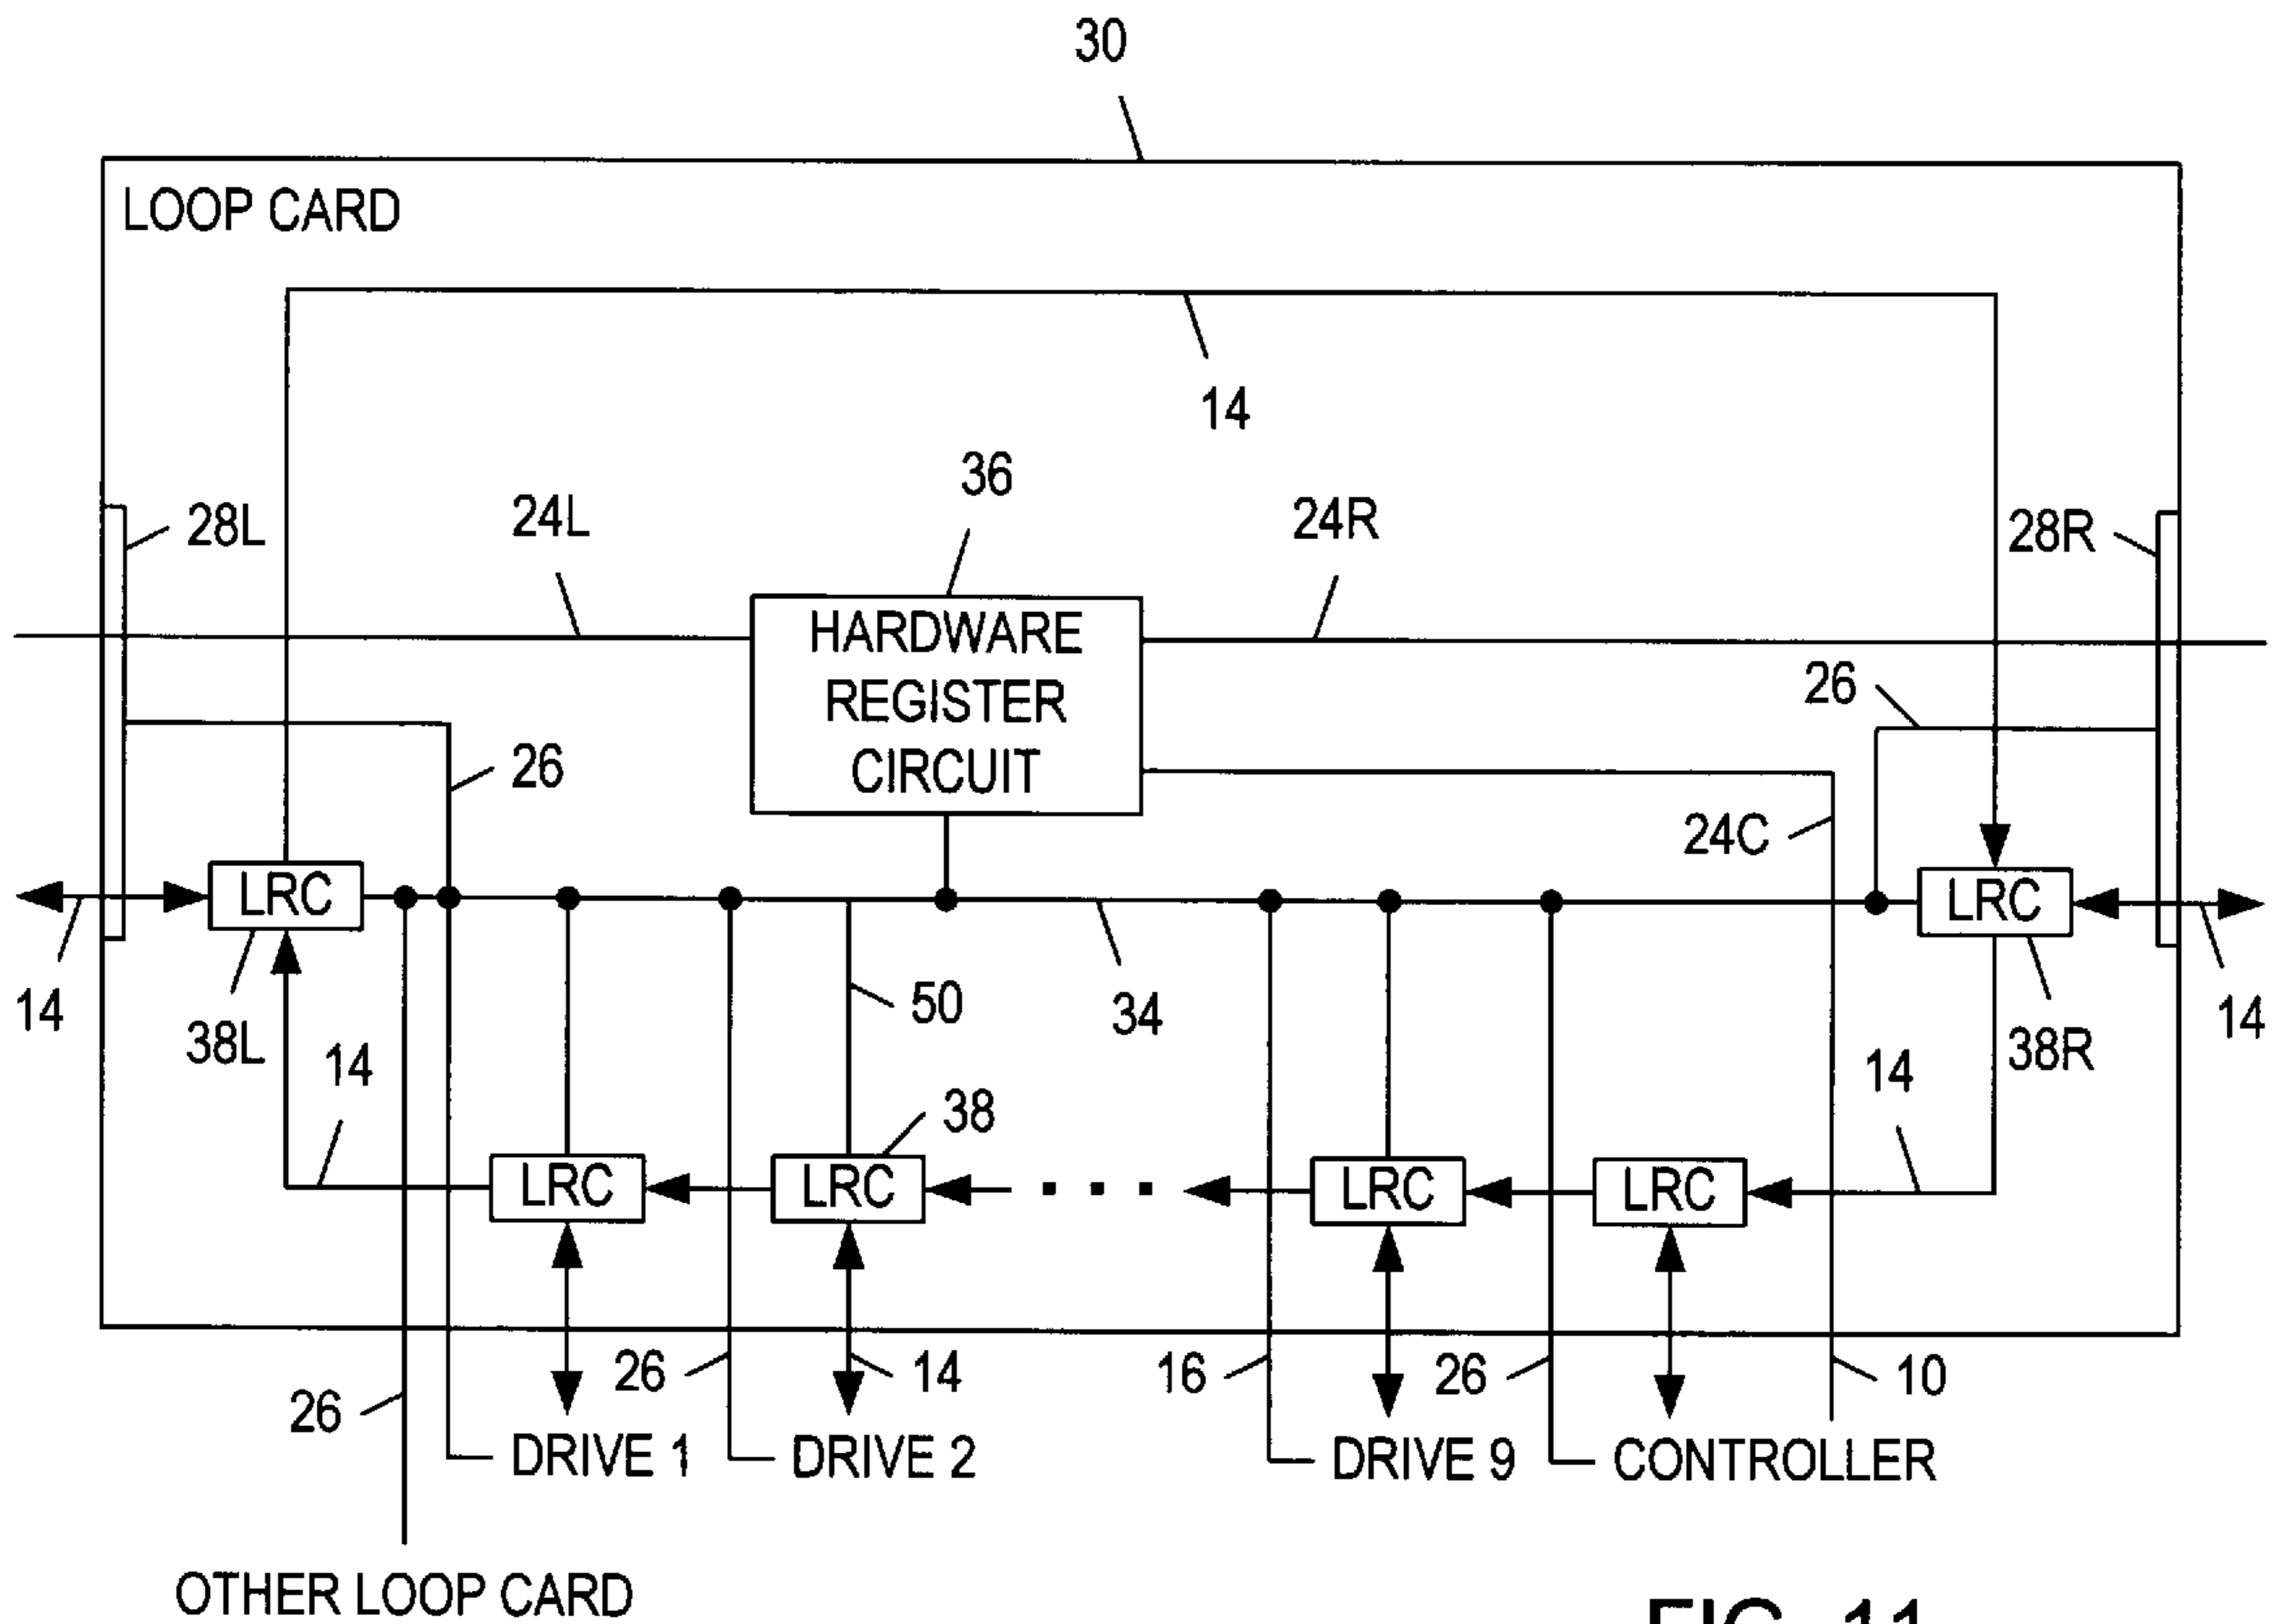 30
LOOP CARD
14
36
28L
24L
24R
28R
HARDWARE
REGISTER
CIRCUIT
26
26
24C
LRC
LRC
14
38L
50
34
38R
14
14
38
14
LRC
LRC
LRC
LRC
26
26
14
16
26
10
DRIVE 1
DRIVE 2
DRIVE 9
CONTROLLER
OTHER LOOP CARD
FIG. 11